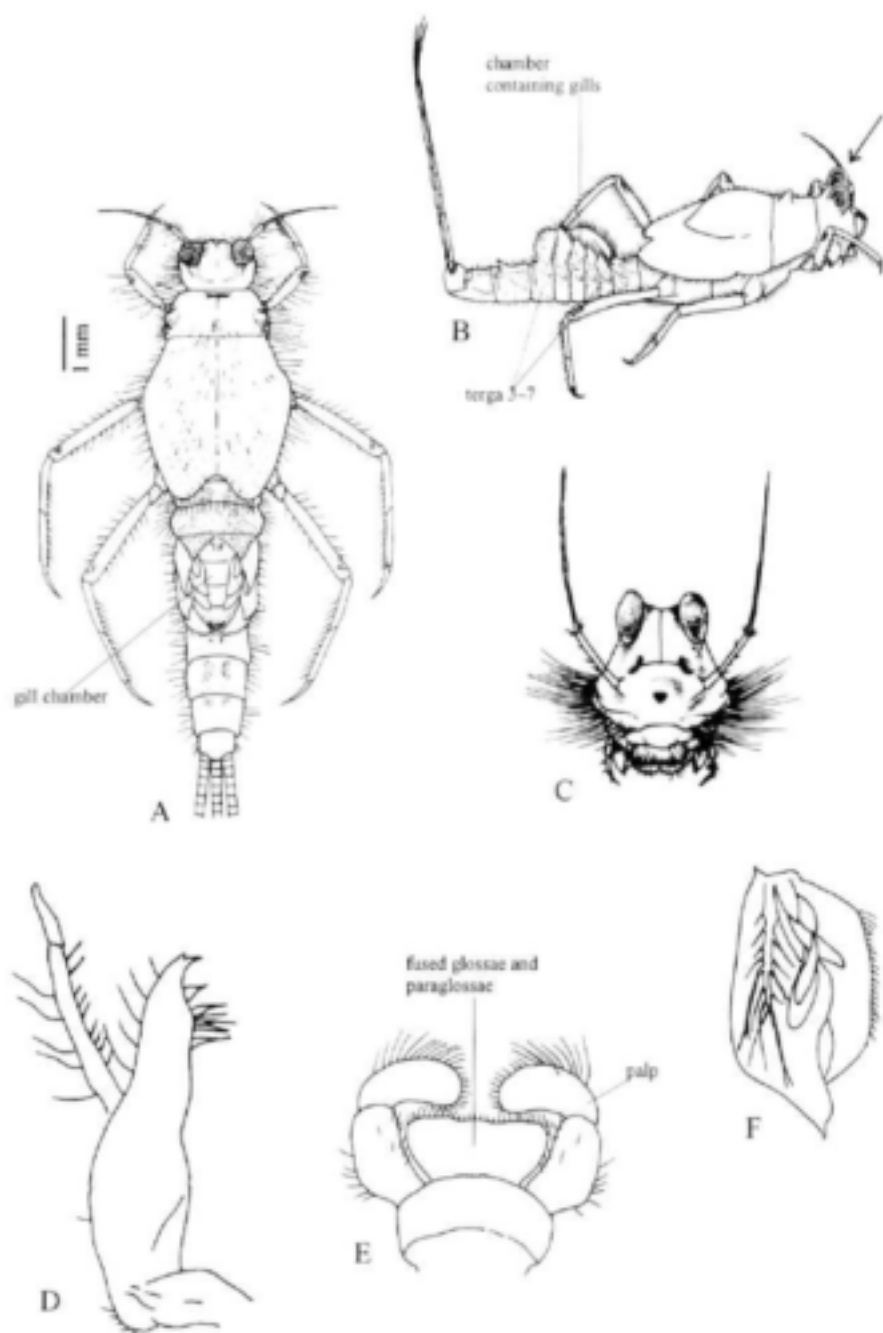 chamber
containing gills
1 mm
B
terga 5–7
gill chamber
A
C
fused glossae and
paraglossae
palp
F
E
D